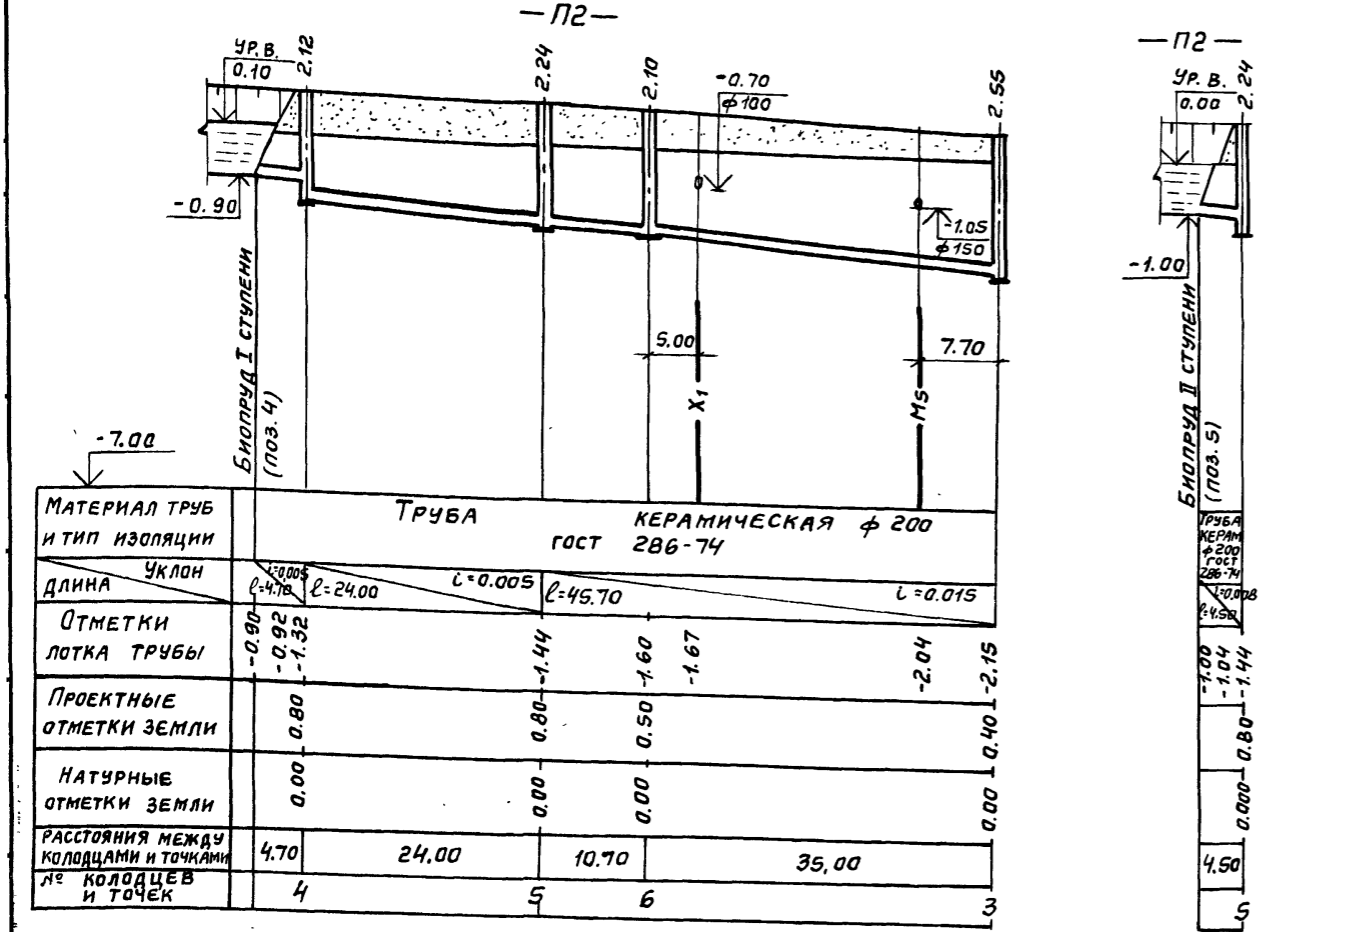 —П2—
УР.В.
0.10
2.12
2.24
2.10
-0.70
ф100
2.55
-0.90
-1.05
ф150
5.00
7.70
Х1
М5
Биопруд I ступени
(поз. 4)
-7.00
Материал труб
и тип изоляции
Труба керамическая ф 200
гост 286-74
Уклон
длина
i=0.005
l=4.70
l=24.00
i=0.005
l=45.70
i=0.015
Отметки
лотка трубы
-0.90
-0.92
-1.32
-1.44
-1.60
-1.67
-2.04
-2.15
Проектные
отметки земли
0.80
0.80
0.50
0.40
Натурные
отметки земли
0.00
0.00
0.00
0.00
Расстояния между
колодцами и точками
4.70
24.00
10.70
35,00
№ колодцев
и точек
4
5
6
3
—П2—
УР. В.
0.00
2.24
-1.00
Биопруд II ступени
(поз. 5)
Труба
керам
ф200
гост
286-74
i=0.008
l=4.50
-1.00
-1.04
-1.44
0.80
0.000
4.50
5